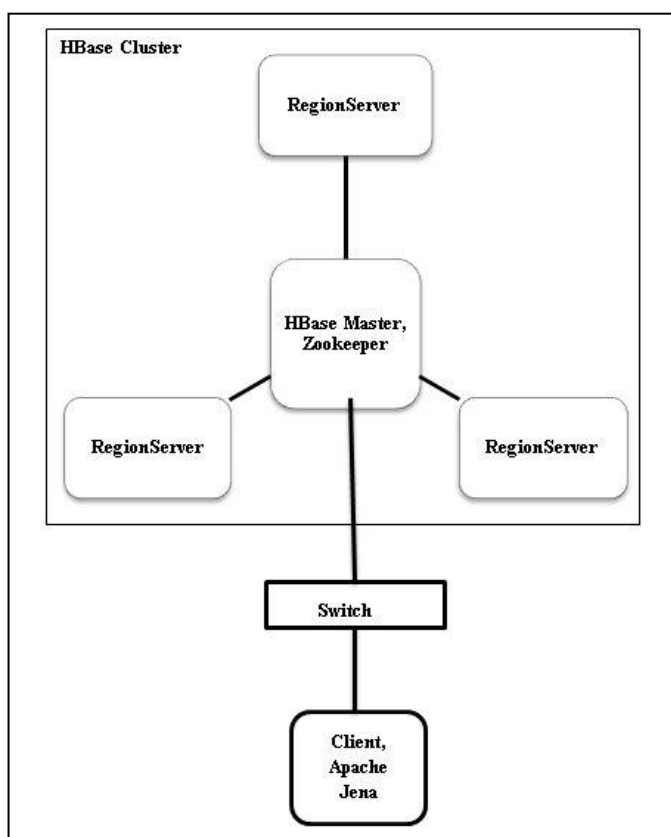 HBase Cluster
RegionServer
HBase Master,
Zookeeper
RegionServer
RegionServer
Switch
Client,
Apache
Jena